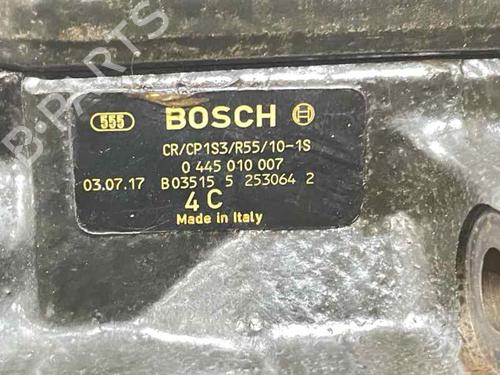 B-PARTS
555 BOSCH
CR/CP1S3/R55/10-1S
0 445 010 007
03.07.17 B03515 5 253064 2
4 C
Made in Italy